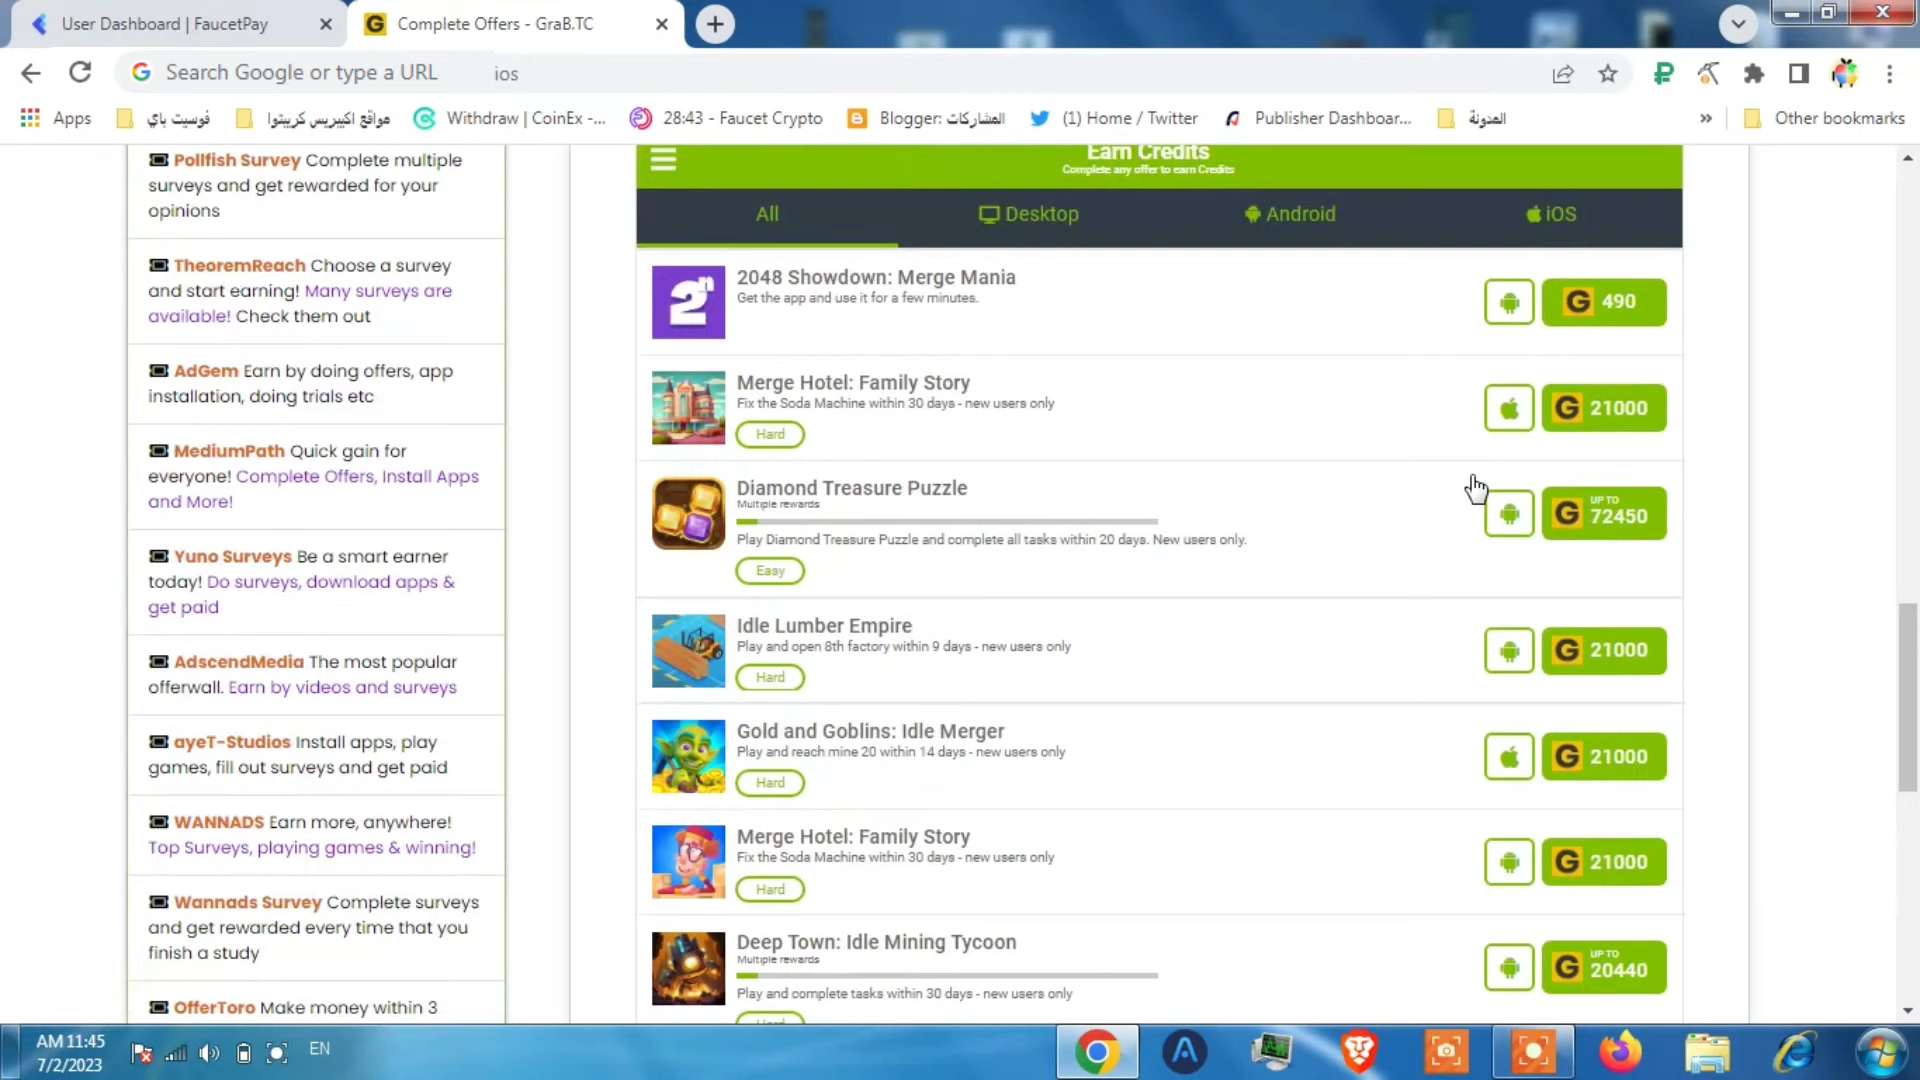 User Dashboard | FaucetPay
Complete Offers - GraB.TC
Search Google or type a URL
ios
Apps
فوسيت باي
مواقع اكبيريس كريبتوا
Withdraw | CoinEx -...
28:43 - Faucet Crypto
Blogger: المشاركات
(1) Home / Twitter
Publisher Dashboar...
المدونة
»
Other bookmarks
Pollfish Survey Complete multiple
surveys and get rewarded for your
opinions
TheoremReach Choose a survey
and start earning! Many surveys are
available! Check them out
AdGem Earn by doing offers, app
installation, doing trials etc
MediumPath Quick gain for
everyone! Complete Offers, Install Apps
and More!
Yuno Surveys Be a smart earner
today! Do surveys, download apps &
get paid
AdscendMedia The most popular
offerwall. Earn by videos and surveys
ayeT-Studios Install apps, play
games, fill out surveys and get paid
WANNADS Earn more, anywhere!
Top Surveys, playing games & winning!
Wannads Survey Complete surveys
and get rewarded every time that you
finish a study
OfferToro Make money within 3
Earn Credits
Complete any offer to earn Credits
All
Desktop
Android
iOS
2048 Showdown: Merge Mania
Get the app and use it for a few minutes.
G 490
Merge Hotel: Family Story
Fix the Soda Machine within 30 days - new users only
Hard
G 21000
Diamond Treasure Puzzle
Multiple rewards
Play Diamond Treasure Puzzle and complete all tasks within 20 days. New users only.
Easy
UP TO
G 72450
Idle Lumber Empire
Play and open 8th factory within 9 days - new users only
Hard
G 21000
Gold and Goblins: Idle Merger
Play and reach mine 20 within 14 days - new users only
Hard
G 21000
Merge Hotel: Family Story
Fix the Soda Machine within 30 days - new users only
Hard
G 21000
Deep Town: Idle Mining Tycoon
Multiple rewards
Play and complete tasks within 30 days - new users only
Hard
UP TO
G 20440
AM 11:45
7/2/2023
EN